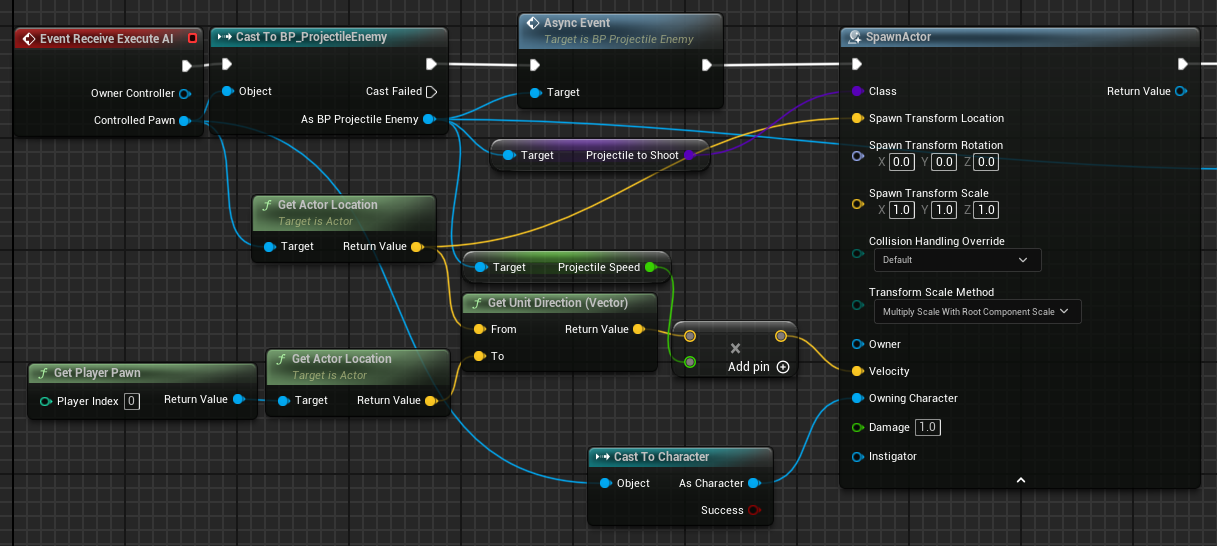 Event Receive Execute AI
Owner Controller
Controlled Pawn
Cast To BP_ProjectileEnemy
Object
Cast Failed
As BP Projectile Enemy
Async Event
Target is BP Projectile Enemy
Target
Target Projectile to Shoot
Get Actor Location
Target is Actor
Target Return Value
Target Projectile Speed
Get Unit Direction (Vector)
From Return Value
To
Add pin
Get Player Pawn
Player Index 0 Return Value
Get Actor Location
Target is Actor
Target Return Value
Cast To Character
Object As Character
Success
SpawnActor
Class Return Value
Spawn Transform Location
Spawn Transform Rotation
X 0.0 Y 0.0 Z 0.0
Spawn Transform Scale
X 1.0 Y 1.0 Z 1.0
Collision Handling Override
Default
Transform Scale Method
Multiply Scale With Root Component Scale
Owner
Velocity
Owning Character
Damage 1.0
Instigator